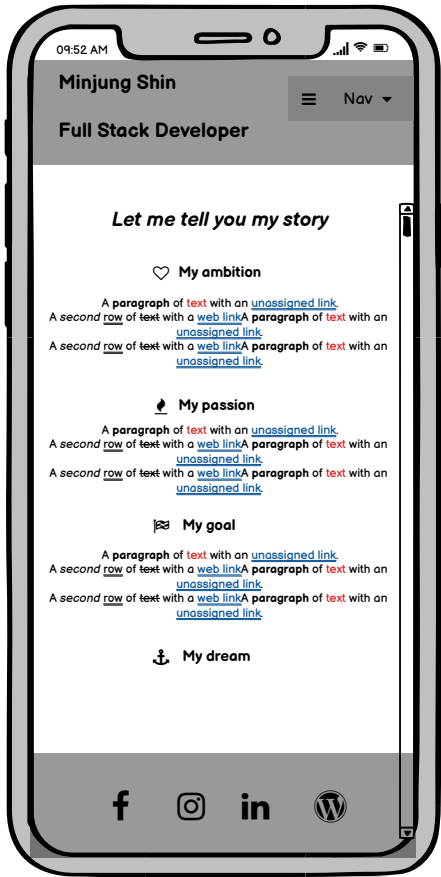 09:52 AM
Minjung Shin
Nav
Full Stack Developer
Let me tell you my story
My ambition
A paragraph of text with an unassigned link.
A second row of text with a web linkA paragraph of text with an
unassigned link.
A second row of text with a web linkA paragraph of text with an
unassigned link.
My passion
A paragraph of text with an unassigned link.
A second row of text with a web linkA paragraph of text with an
unassigned link.
A second row of text with a web linkA paragraph of text with an
unassigned link.
My goal
A paragraph of text with an unassigned link.
A second row of text with a web linkA paragraph of text with an
unassigned link.
A second row of text with a web linkA paragraph of text with an
unassigned link.
My dream